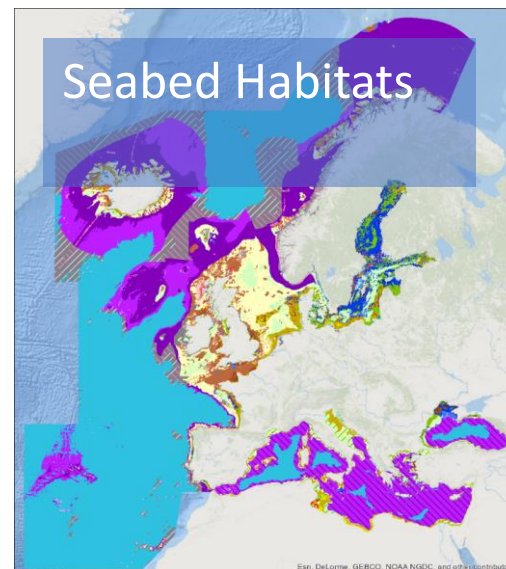 Seabed Habitats
Esri, DeLorme, GEBCO, NOAA NGDC, and other contribut